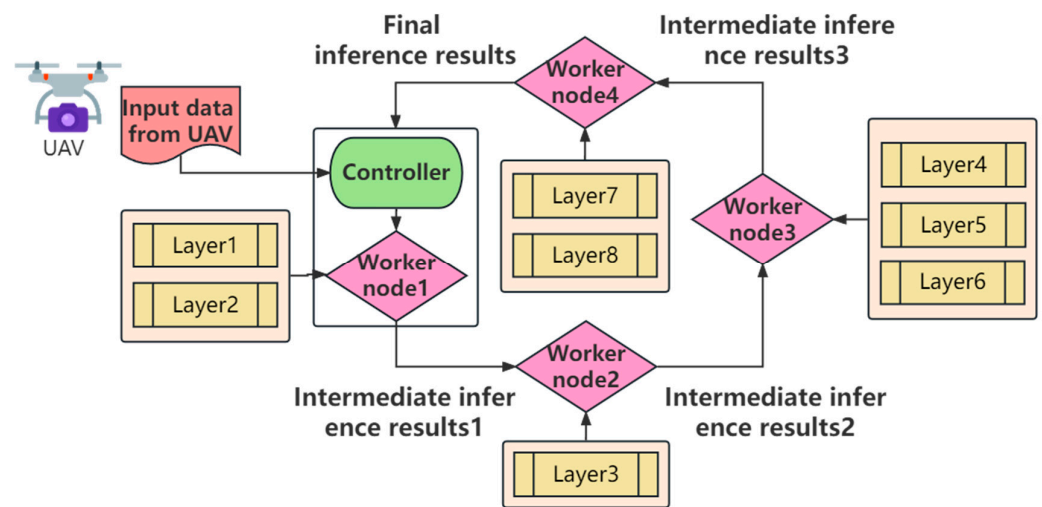 Final
inference results
Intermediate infere
nce results3
UAV
Input data
from UAV
Worker
node4
Controller
Layer7
Layer8
Worker
node3
Layer4
Layer5
Layer6
Layer1
Layer2
Worker
node1
Worker
node2
Intermediate infer
ence results1
Intermediate infer
ence results2
Layer3